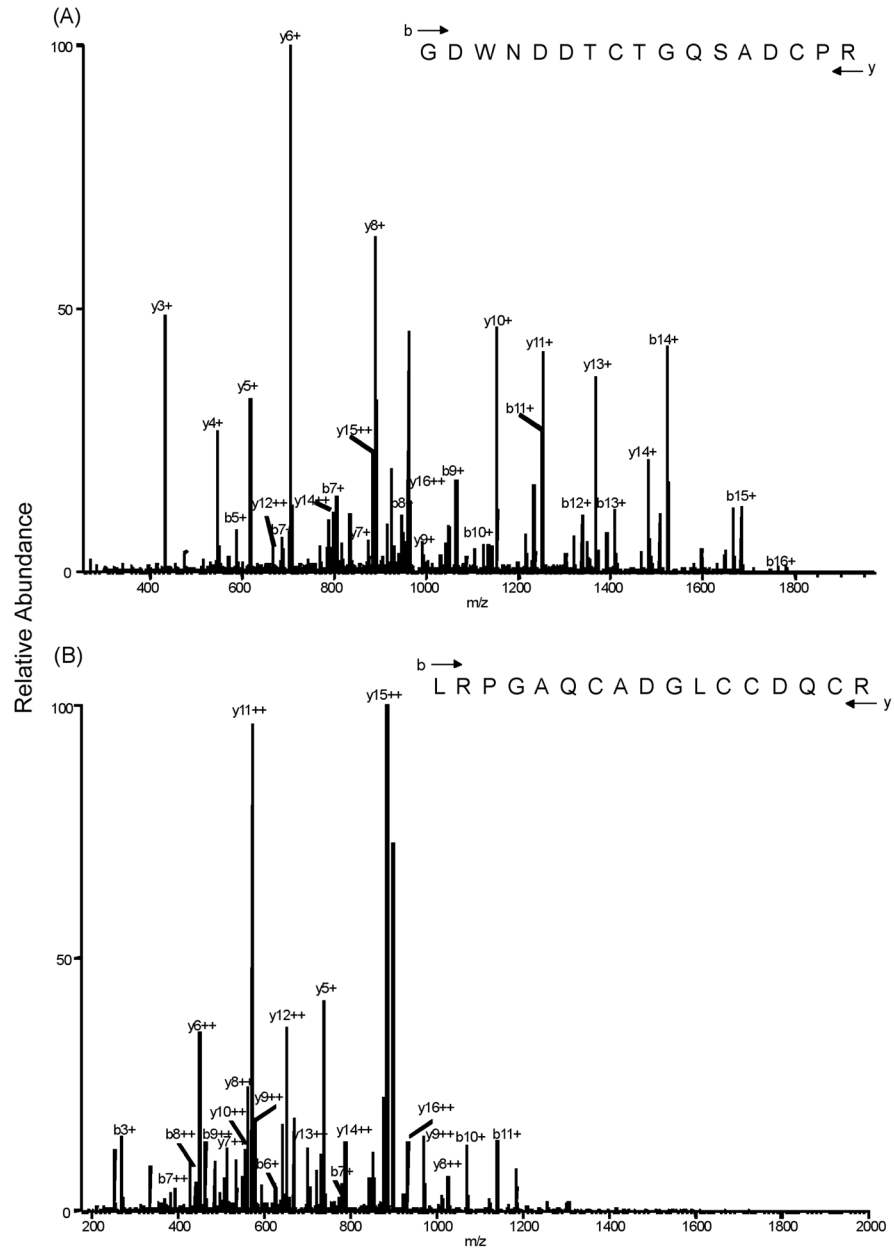 (A)
b
G D W N D D T C T G Q S A D C P R
y
100
50
0
y6+
y8+
y3+
y10+
y11+
b14+
y13+
y5+
b11+
y4+
y15++
y14+
y16++
b9+
y12++
y14++
b7+
b5+
b7+
y7+
b8+
y9+
b10+
b12+
b13+
b15+
b16+
400 600 800 1000 1200 1400 1600 1800
m/z
Relative Abundance
(B)
b
L R P G A Q C A D G L C C D Q C R
y
100
50
0
y15++
y11++
y5+
y12++
y6++
y8++
y9++
y10++
b3+
b8++
b9++
y7++
y13++
y14++
y16++
y9++
b10+
b11+
b7++
b6+
b7+
y8++
200 400 600 800 1000 1200 1400 1600 1800 2000
m/z